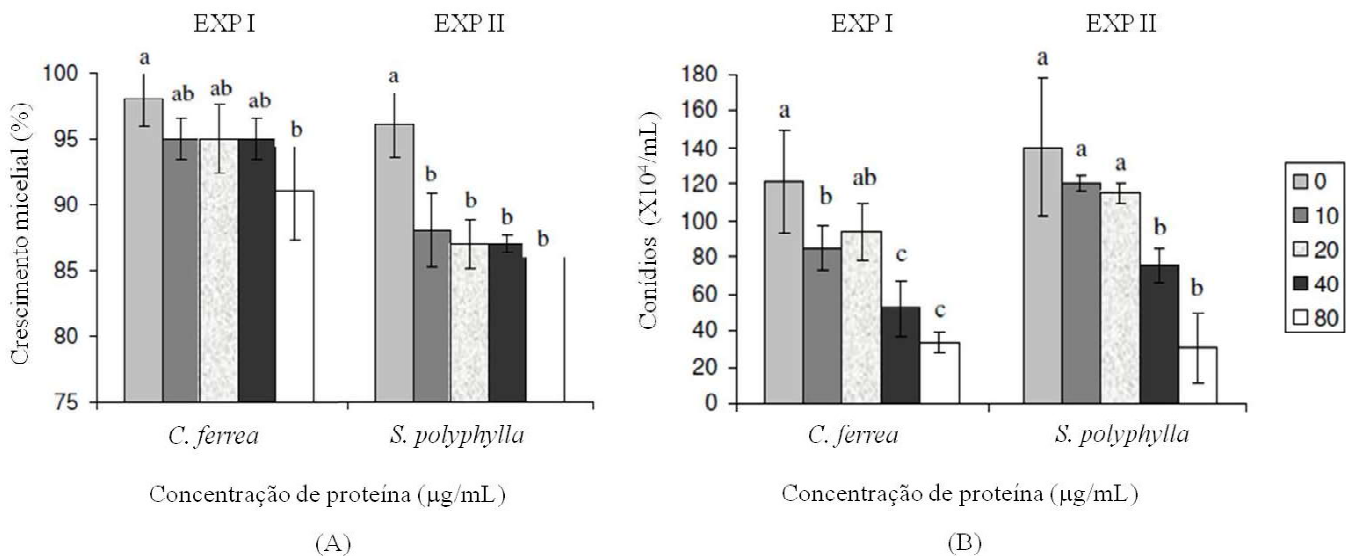 EXP I
EXP II
Crescimento micelial (%)
100
95
90
85
80
75
a
ab
ab
ab
b
a
b
b
b
b
C. ferrea
S. polyphylla
Concentração de proteína (μg/mL)
(A)
EXP I
EXP II
Conídios (X10⁴/mL)
180
160
140
120
100
80
60
40
20
0
a
b
ab
c
c
a
a
a
b
b
C. ferrea
S. polyphylla
Concentração de proteína (μg/mL)
(B)
0
10
20
40
80